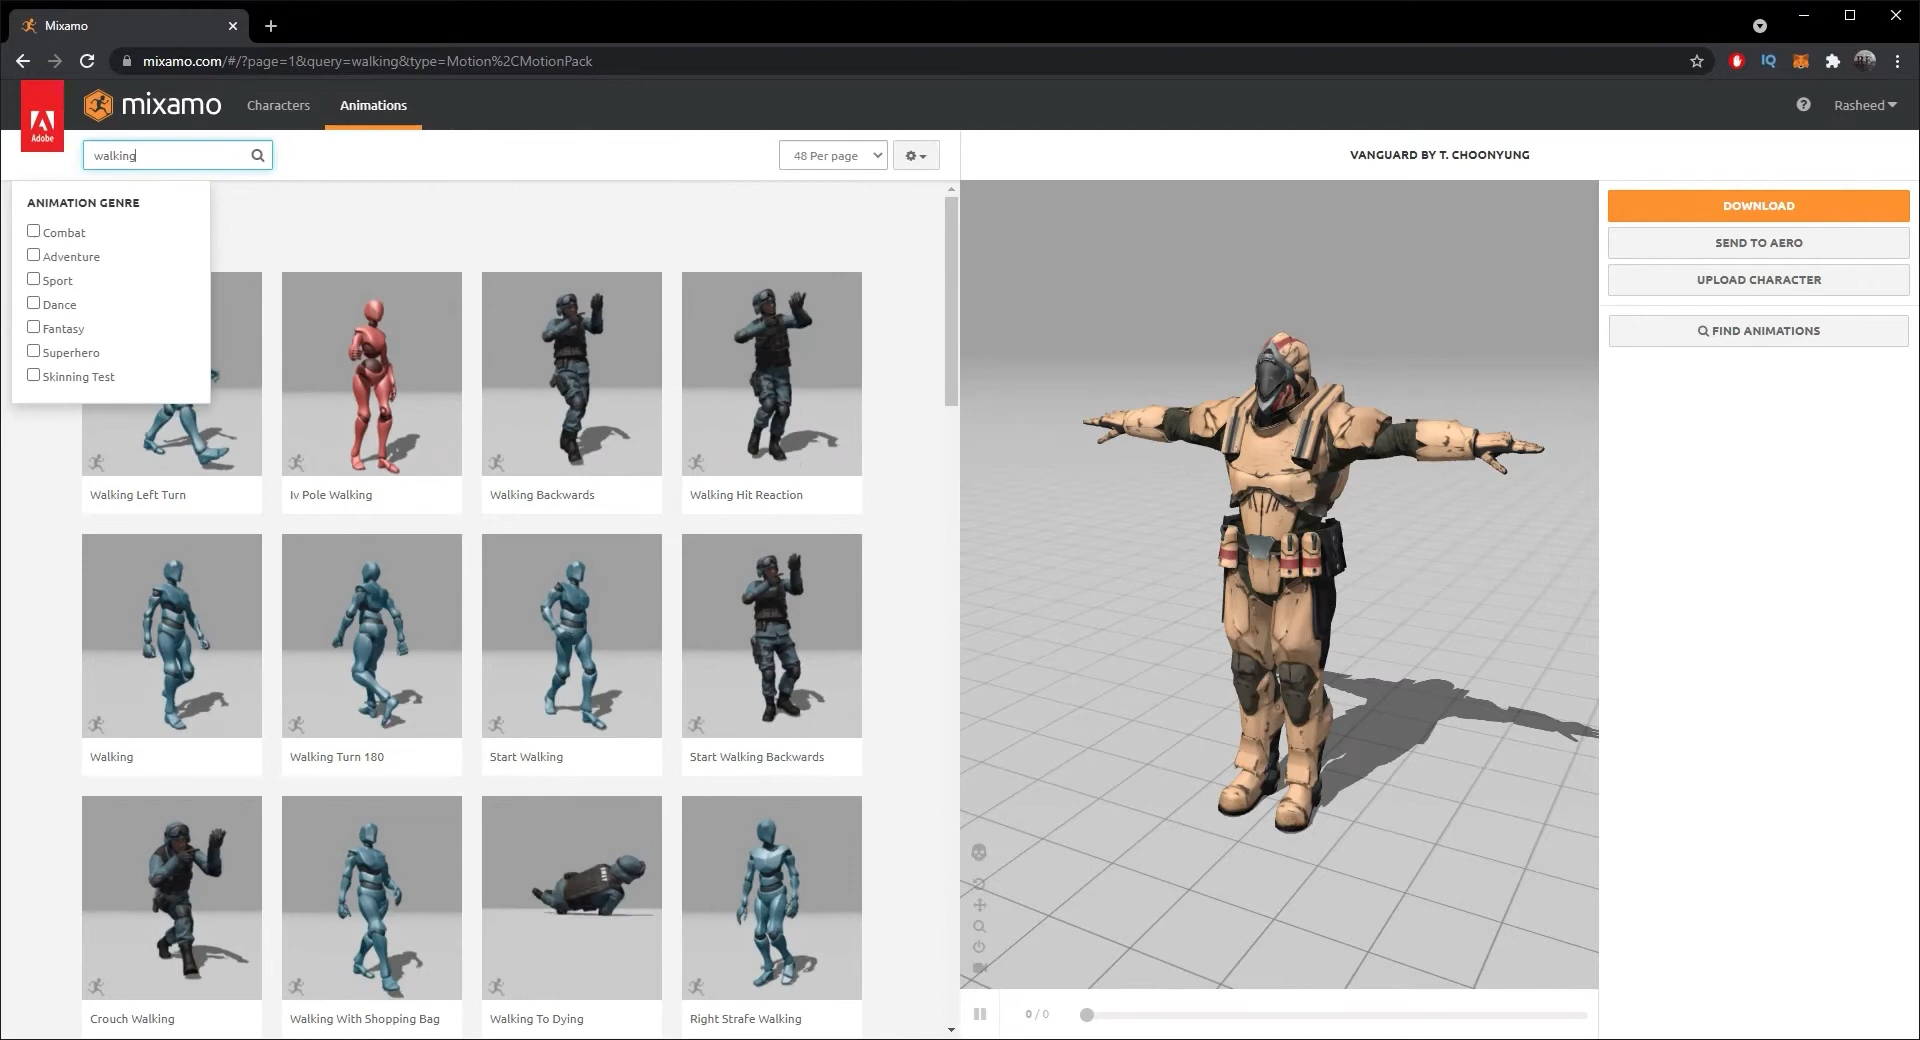 Mixamo
mixamo.com/#/?page=1&query=walking&type=Motion%2CMotionPack
IQ
Adobe
mixamo
Characters
Animations
Rasheed
walking
48 Per page
VANGUARD BY T. CHOONYUNG
ANIMATION GENRE
Combat
Adventure
Sport
Dance
Fantasy
Superhero
Skinning Test
DOWNLOAD
SEND TO AERO
UPLOAD CHARACTER
FIND ANIMATIONS
Walking Left Turn
Iv Pole Walking
Walking Backwards
Walking Hit Reaction
Walking
Walking Turn 180
Start Walking
Start Walking Backwards
Crouch Walking
Walking With Shopping Bag
Walking To Dying
Right Strafe Walking
0 / 0